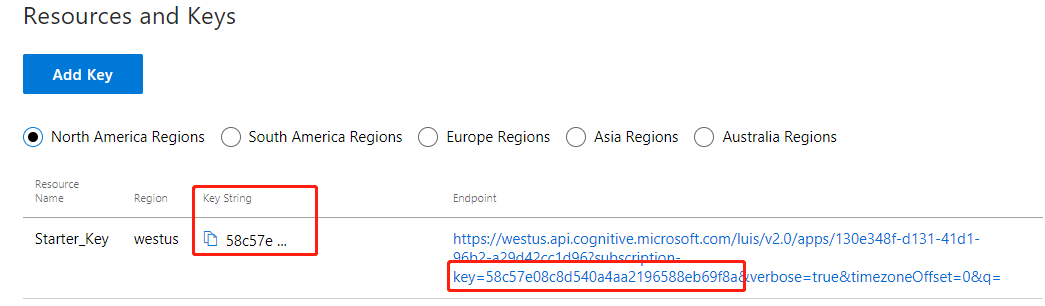 Resources and Keys
Add Key
North America Regions South America Regions Europe Regions Asia Regions Australia Regions
Resource Name Region Key String Endpoint
Starter_Key westus 58c57e ... https://westus.api.cognitive.microsoft.com/luis/v2.0/apps/130e348f-d131-41d1-
96b2-a29d42cc1d96?subscription-
key=58c57e08c8d540a4aa2196588eb69f8a&verbose=true&timezoneOffset=0&q=